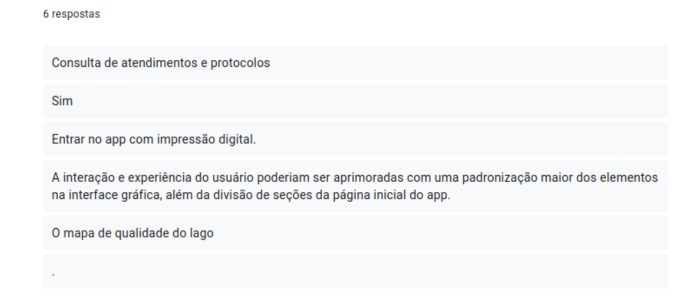 6 respostas
Consulta de atendimentos e protocolos
Sim
Entrar no app com impressão digital.
A interação e experiência do usuário poderiam ser aprimoradas com uma padronização maior dos elementos
na interface gráfica, além da divisão de seções da página inicial do app.
O mapa de qualidade do lago
.